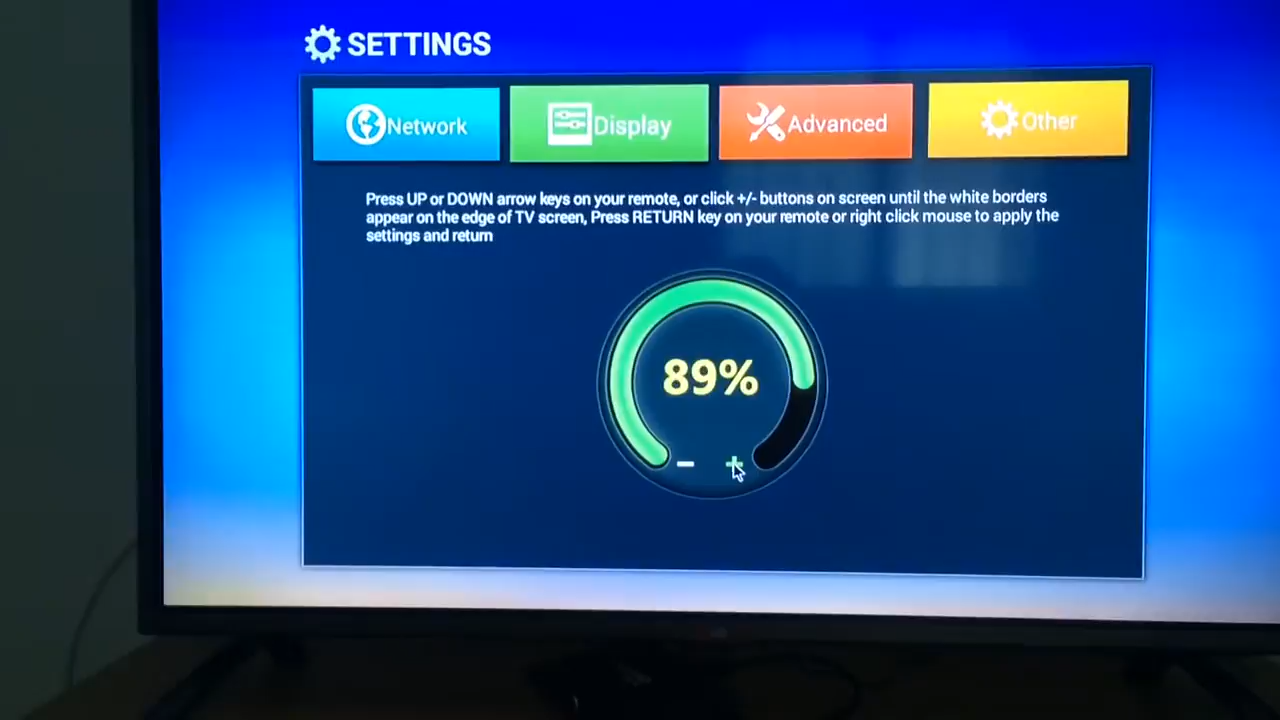 SETTINGS
Network
Display
Advanced
Other
Press UP or DOWN arrow keys on your remote, or click +/- buttons on screen until the white borders
appear on the edge of TV screen, Press RETURN key on your remote or right click mouse to apply the
settings and return
89%
- +